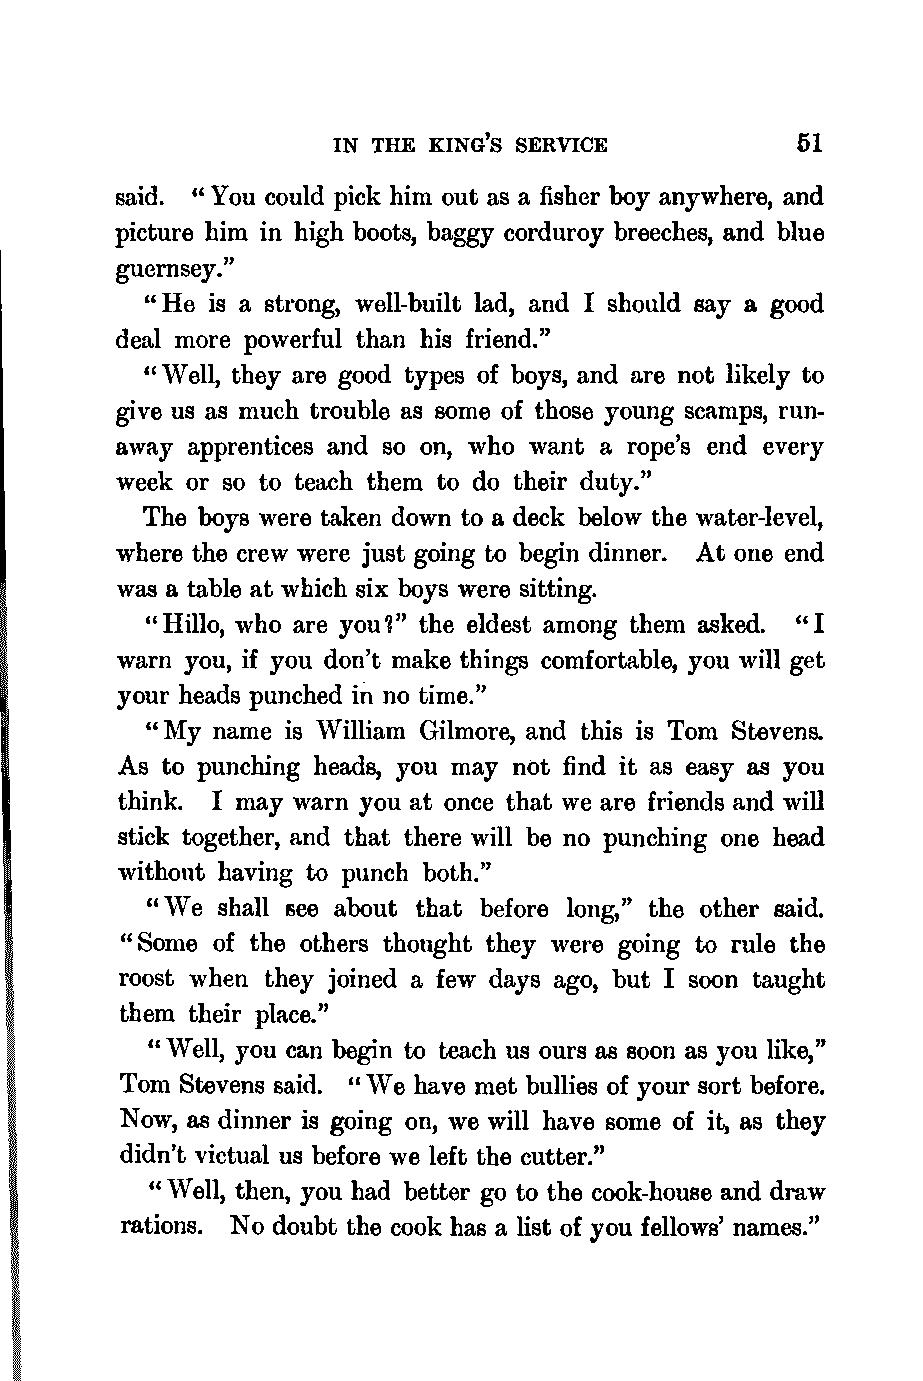 IN THE KING'S SERVICE 51
said. "You could pick him out as a fisher boy anywhere, and
picture him in high boots, baggy corduroy breeches, and blue
guernsey."
"He is a strong, well-built lad, and I should say a good
deal more powerful than his friend."
"Well, they are good types of boys, and are not likely to
give us as much trouble as some of those young scamps, run-
away apprentices and so on, who want a rope's end every
week or so to teach them to do their duty."
The boys were taken down to a deck below the water-level,
where the crew were just going to begin dinner. At one end
was a table at which six boys were sitting.
"Hillo, who are you?" the eldest among them asked. "I
warn you, if you don't make things comfortable, you will get
your heads punched in no time."
"My name is William Gilmore, and this is Tom Stevens.
As to punching heads, you may not find it as easy as you
think. I may warn you at once that we are friends and will
stick together, and that there will be no punching one head
without having to punch both."
"We shall see about that before long," the other said.
"Some of the others thought they were going to rule the
roost when they joined a few days ago, but I soon taught
them their place."
"Well, you can begin to teach us ours as soon as you like,"
Tom Stevens said. "We have met bullies of your sort before.
Now, as dinner is going on, we will have some of it, as they
didn't victual us before we left the cutter."
"Well, then, you had better go to the cook-house and draw
rations. No doubt the cook has a list of you fellows' names."